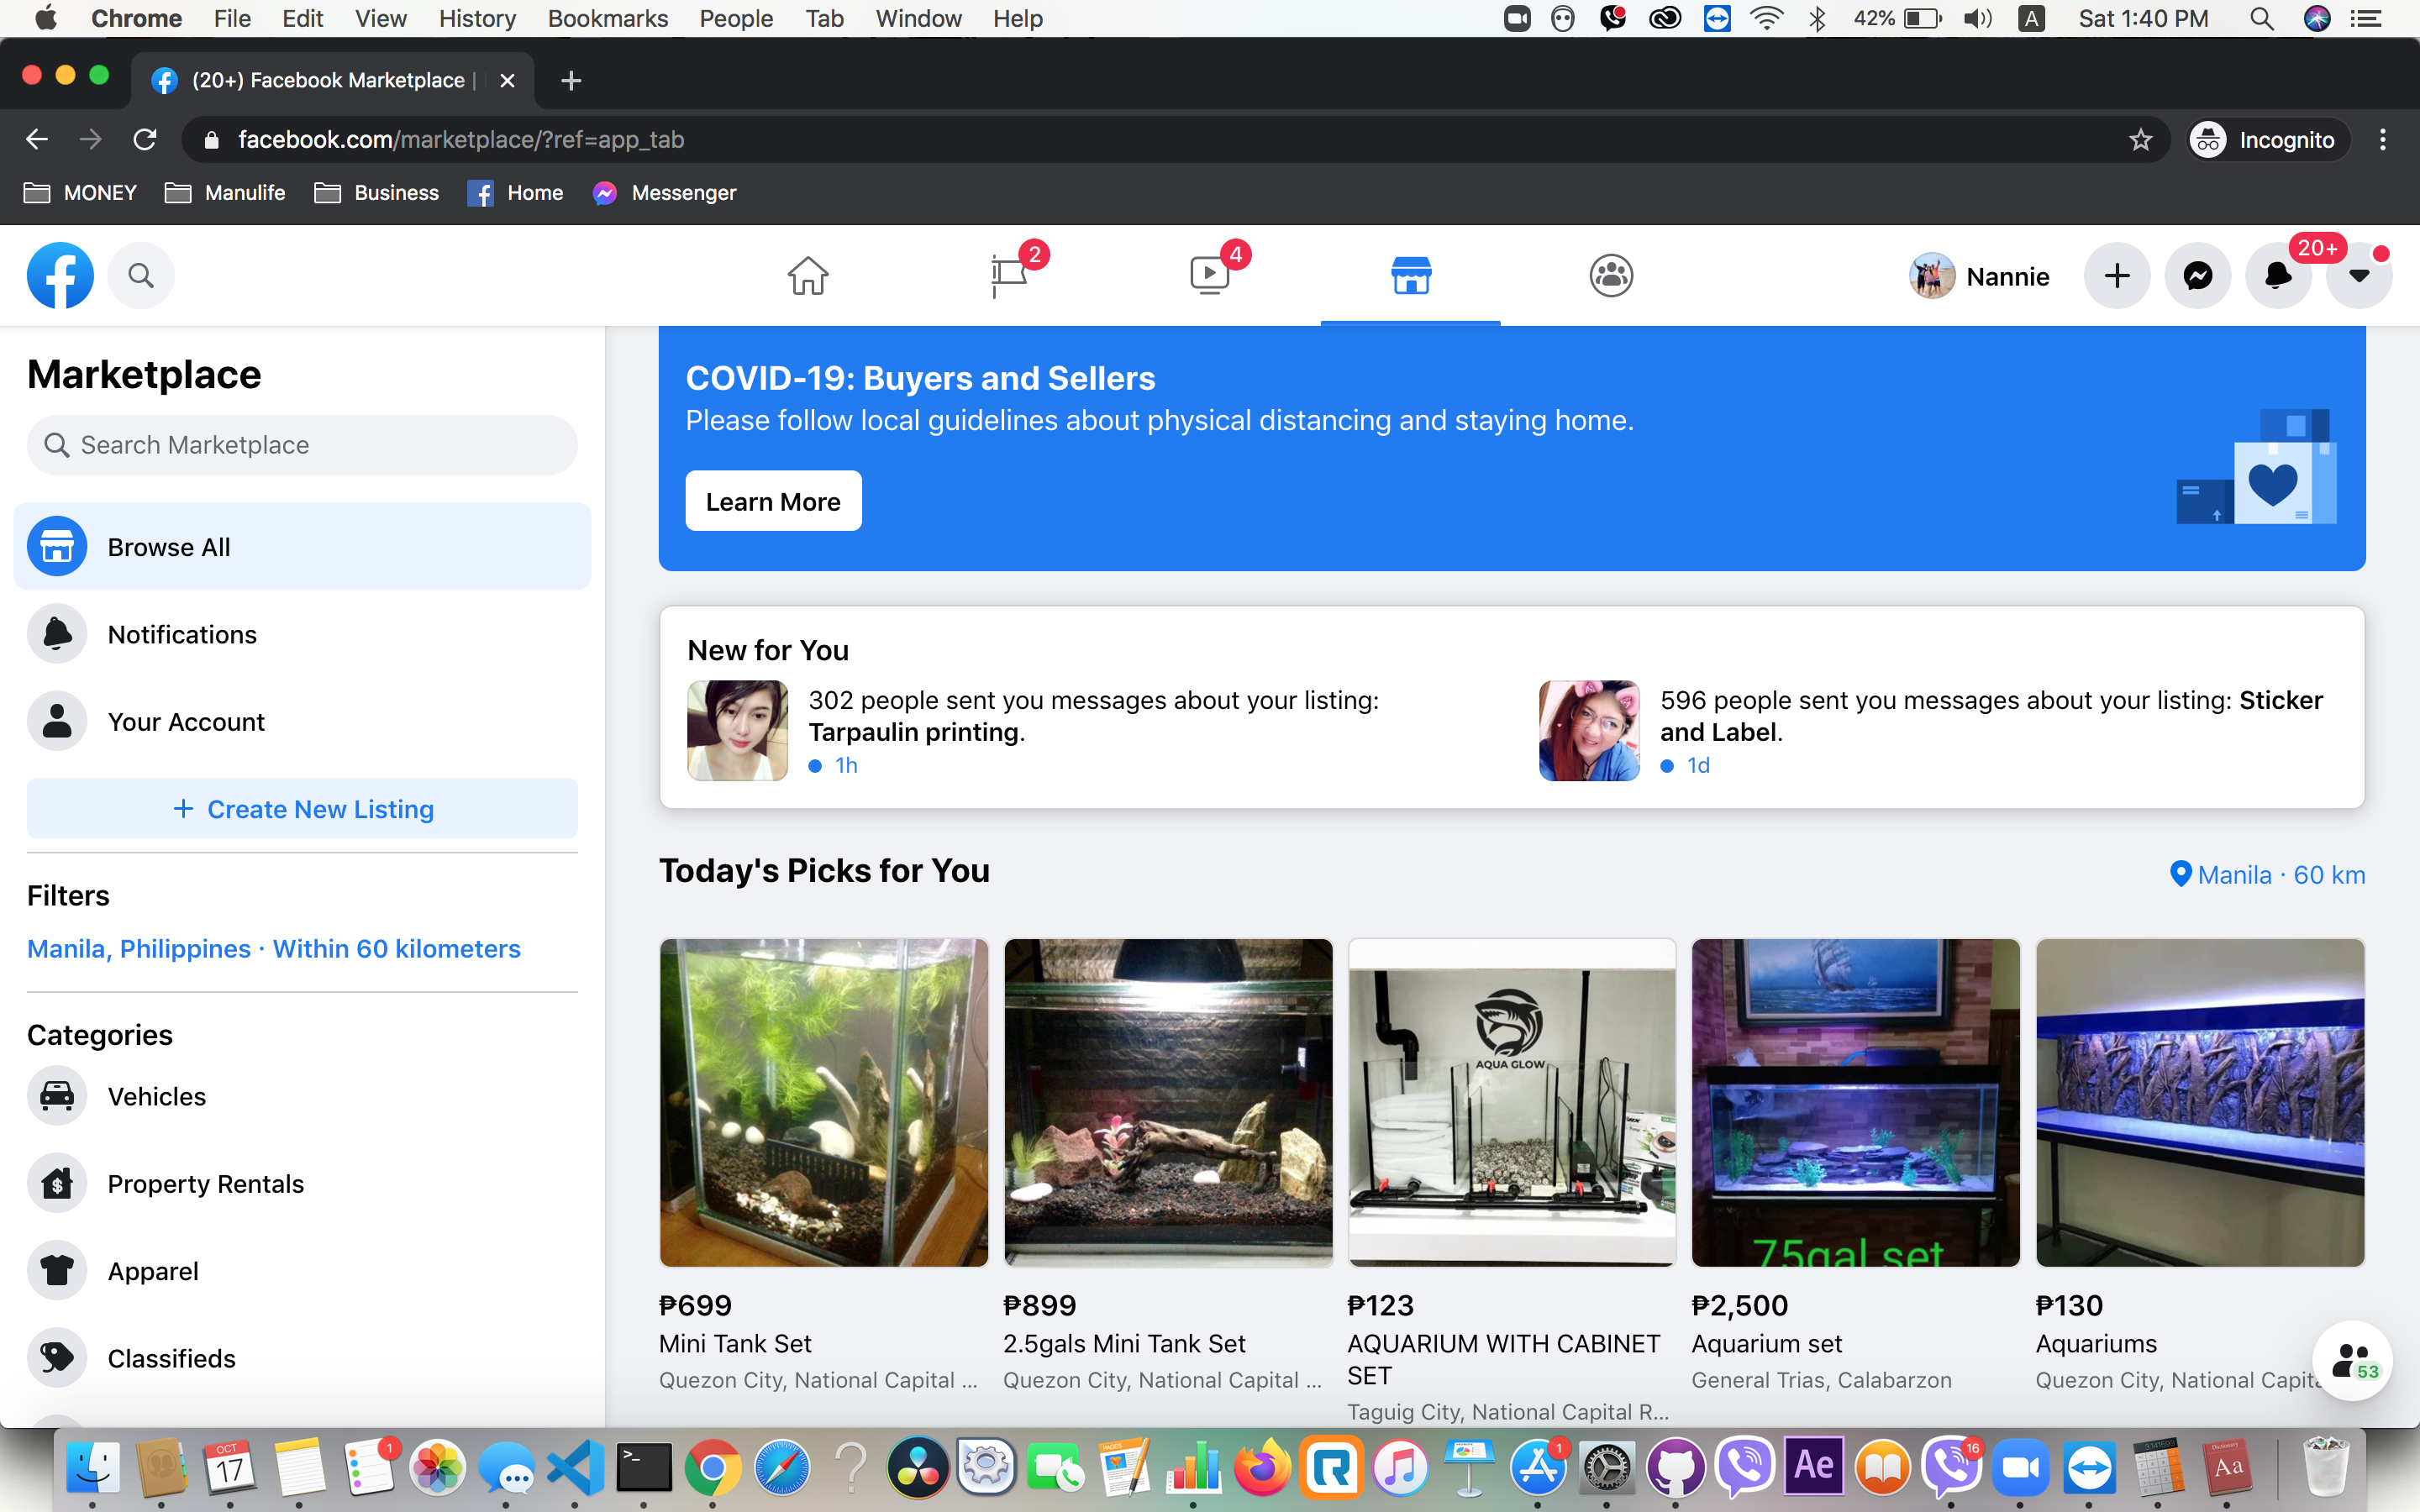 Chrome File Edit View History Bookmarks People Tab Window Help 42% A Sat 1:40 PM
(20+) Facebook Marketplace |
facebook.com/marketplace/?ref=app_tab Incognito
MONEY Manulife Business Home Messenger
2 4 Nannie 20+
Marketplace
Search Marketplace
Browse All
Notifications
Your Account
+ Create New Listing
Filters
Manila, Philippines · Within 60 kilometers
Categories
Vehicles
Property Rentals
Apparel
Classifieds
COVID-19: Buyers and Sellers
Please follow local guidelines about physical distancing and staying home.
Learn More
New for You
302 people sent you messages about your listing:
Tarpaulin printing.
1h
596 people sent you messages about your listing: Sticker
and Label.
1d
Today's Picks for You
Manila · 60 km
AQUA GLOW
75gal set
₱699
Mini Tank Set
Quezon City, National Capital ...
₱899
2.5gals Mini Tank Set
Quezon City, National Capital ...
₱123
AQUARIUM WITH CABINET
SET
Taguig City, National Capital R...
₱2,500
Aquarium set
General Trias, Calabarzon
₱130
Aquariums
Quezon City, National Capita
53
OCT
17
1
PAGES
1
Ae
16
Dictionary
Aa